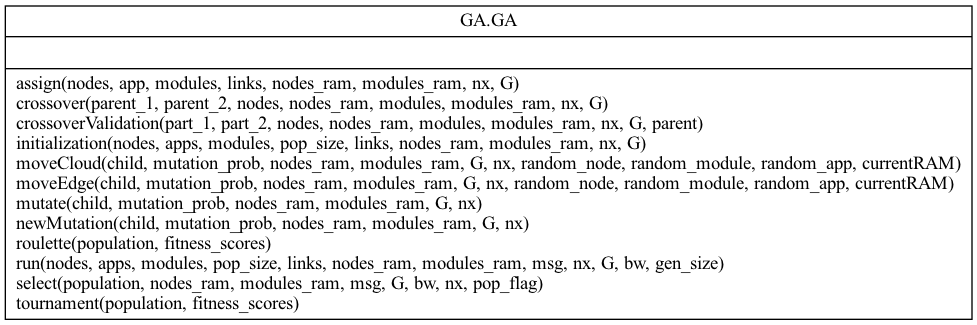 GA.GA
assign(nodes, app, modules, links, nodes_ram, modules_ram, nx, G)
crossover(parent_1, parent_2, nodes, nodes_ram, modules, modules_ram, nx, G)
crossoverValidation(part_1, part_2, nodes, nodes_ram, modules, modules_ram, nx, G, parent)
initialization(nodes, apps, modules, pop_size, links, nodes_ram, modules_ram, nx, G)
moveCloud(child, mutation_prob, nodes_ram, modules_ram, G, nx, random_node, random_module, random_app, currentRAM)
moveEdge(child, mutation_prob, nodes_ram, modules_ram, G, nx, random_node, random_module, random_app, currentRAM)
mutate(child, mutation_prob, nodes_ram, modules_ram, G, nx)
newMutation(child, mutation_prob, nodes_ram, modules_ram, G, nx)
roulette(population, fitness_scores)
run(nodes, apps, modules, pop_size, links, nodes_ram, modules_ram, msg, nx, G, bw, gen_size)
select(population, nodes_ram, modules_ram, msg, G, bw, nx, pop_flag)
tournament(population, fitness_scores)